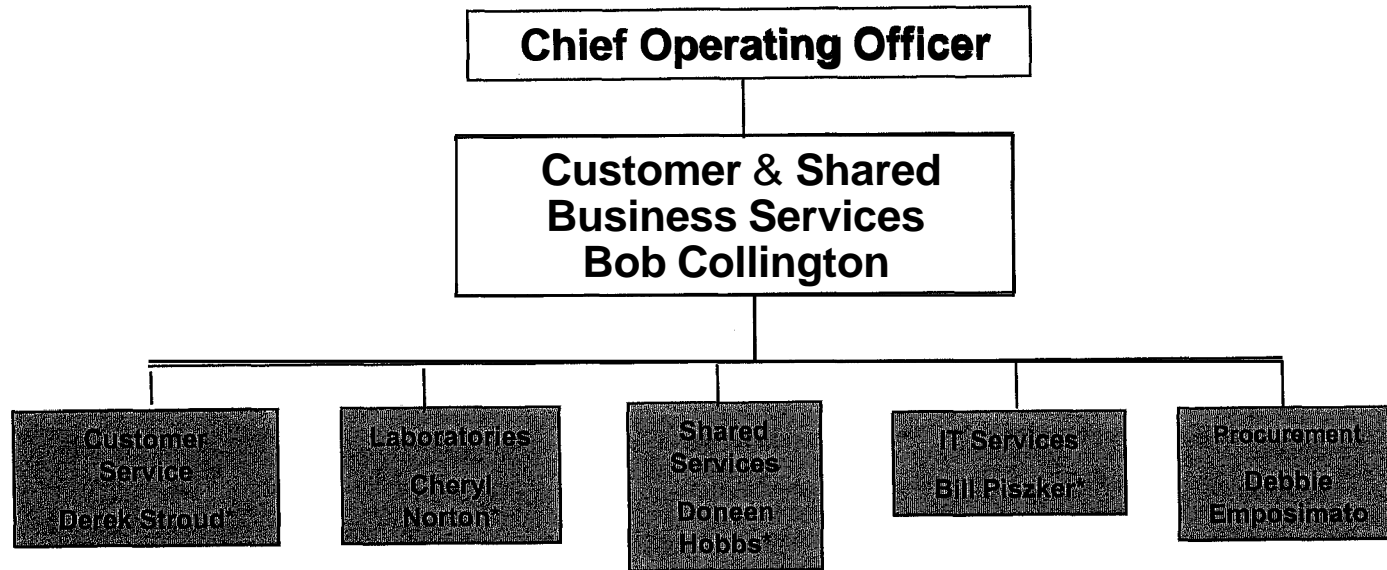 Chief Operating Officer
Customer & Shared
Business Services
Bob Collington
Customer
Service
Derek Stroud*
Laboratories
Cheryl
Norton*
Shared
Services
Doneen
Hobbs*
IT Services
Bill Piszker*
Procurement
Debbie
Emposimato